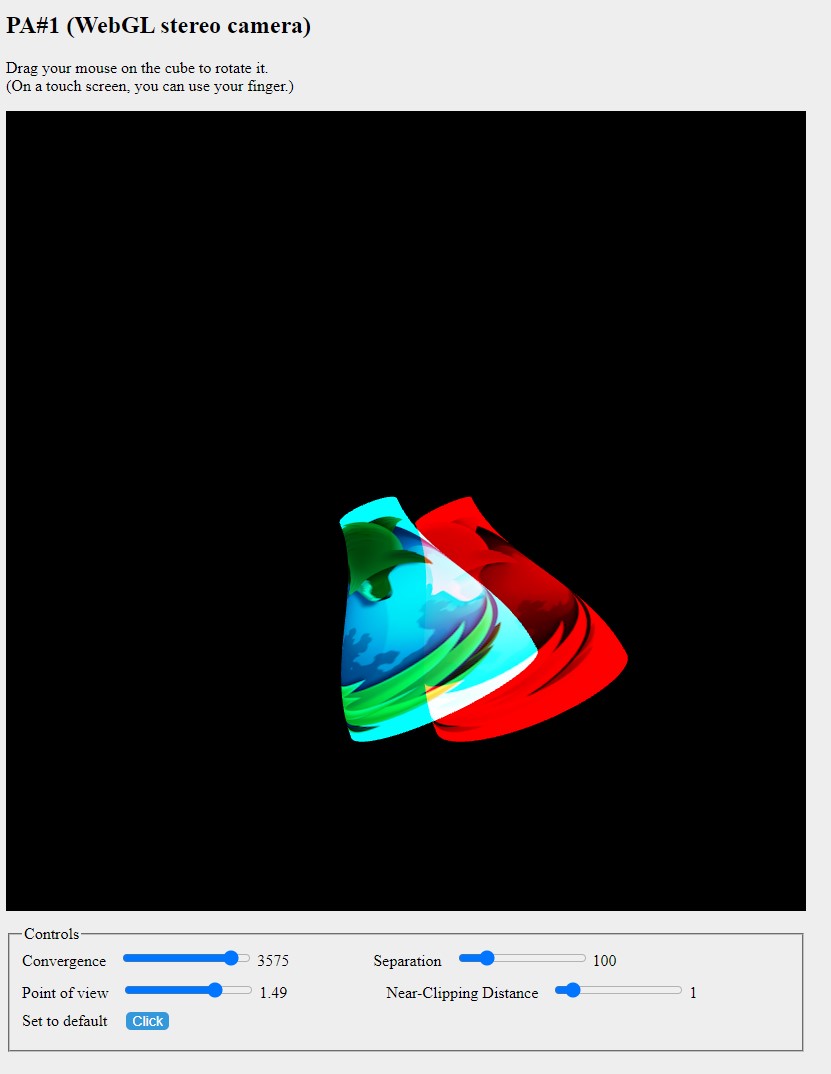 PA#1 (WebGL stereo camera)
Drag your mouse on the cube to rotate it.
(On a touch screen, you can use your finger.)
Controls
Convergence 3575 Separation 100
Point of view 1.49 Near-Clipping Distance 1
Set to default Click